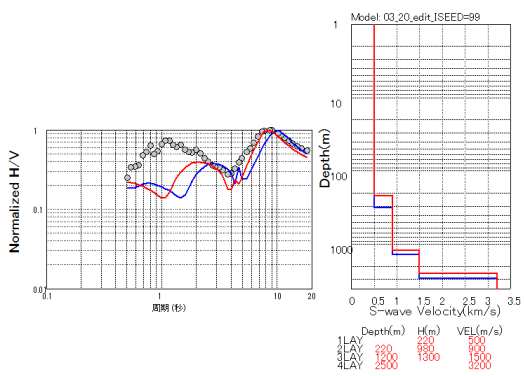 Model: 03_20_edit_ISEED=99
Normalized H/V
1
0.1
0.01
0.1
1
10
20
周期(秒)
Depth(m)
1
10
100
1000
0 0.5 1 1.5 2 2.5 3 3.5
S-wave Velocity(km/s)
Depth(m) H(m) VEL(m/s)
1LAY 220 500
2LAY 220 980 900
3LAY 1200 1300 1500
4LAY 2500 3200